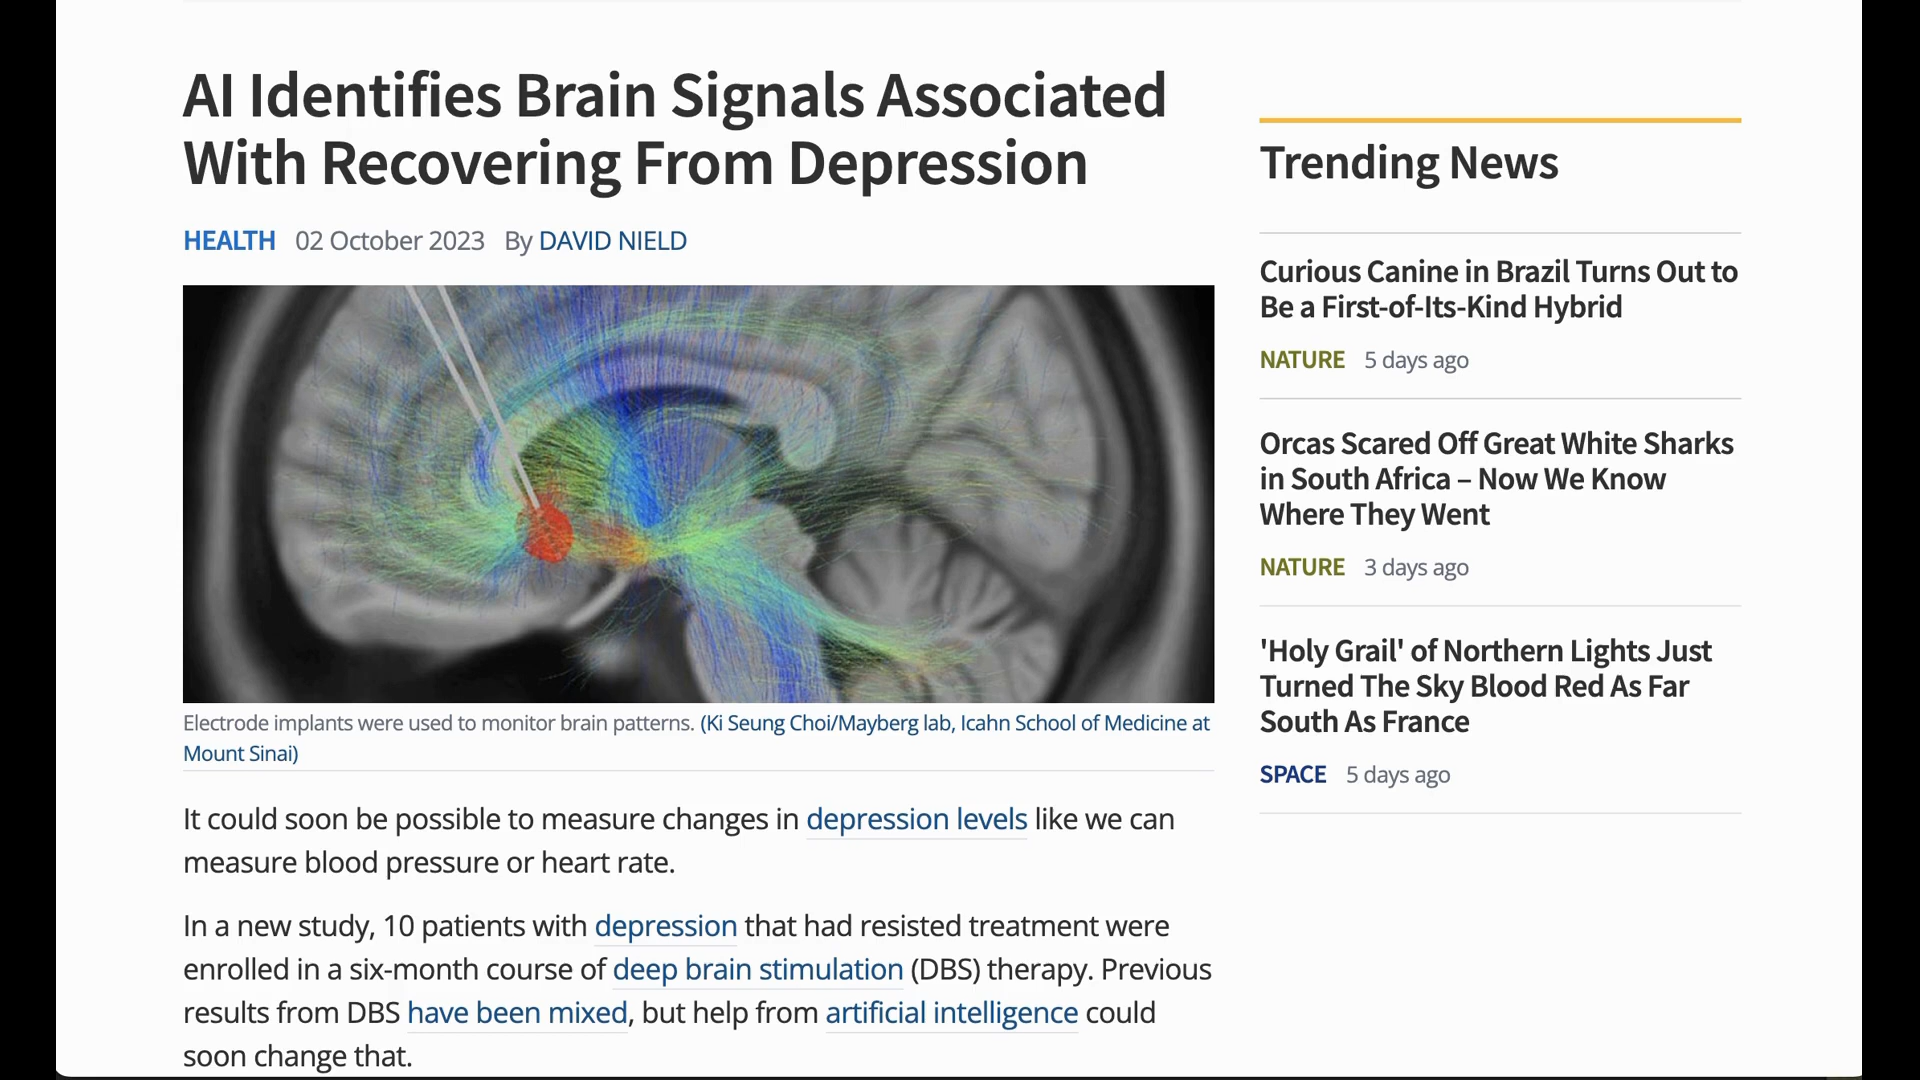 AI Identifies Brain Signals Associated
With Recovering From Depression
HEALTH 02 October 2023 By DAVID NIELD
Electrode implants were used to monitor brain patterns. (Ki Seung Choi/Mayberg lab, Icahn School of Medicine at
Mount Sinai)
It could soon be possible to measure changes in depression levels like we can
measure blood pressure or heart rate.
In a new study, 10 patients with depression that had resisted treatment were
enrolled in a six-month course of deep brain stimulation (DBS) therapy. Previous
results from DBS have been mixed, but help from artificial intelligence could
soon change that.
Trending News
Curious Canine in Brazil Turns Out to
Be a First-of-Its-Kind Hybrid
NATURE 5 days ago
Orcas Scared Off Great White Sharks
in South Africa – Now We Know
Where They Went
NATURE 3 days ago
'Holy Grail' of Northern Lights Just
Turned The Sky Blood Red As Far
South As France
SPACE 5 days ago